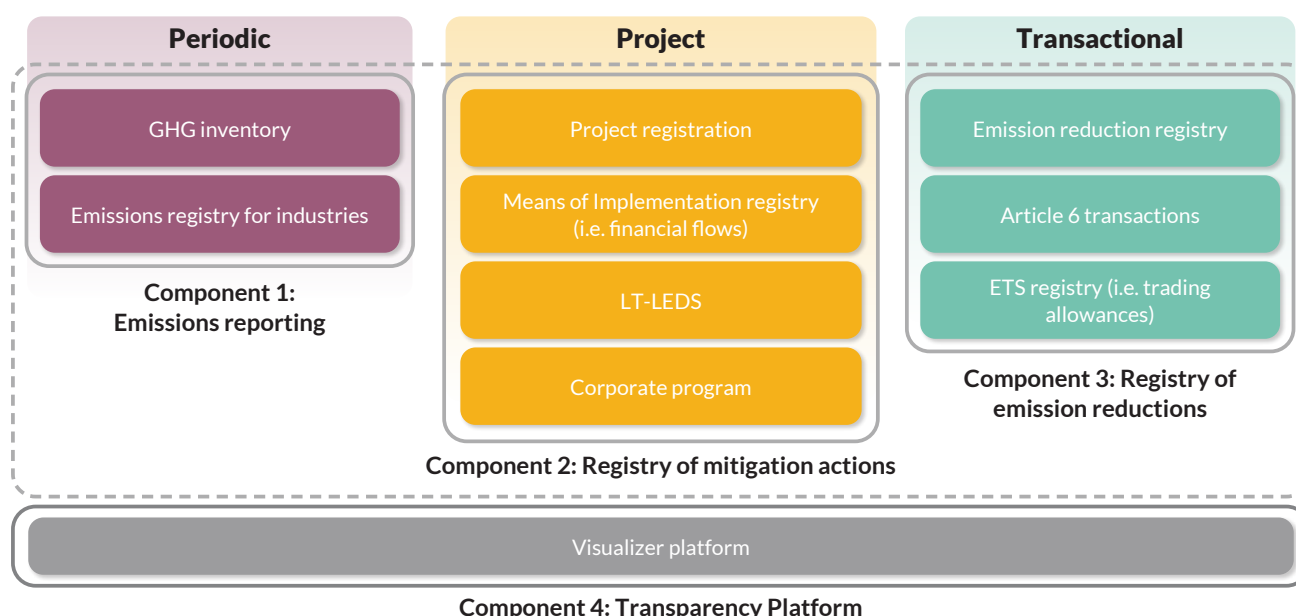 Periodic
GHG inventory
Emissions registry for industries
Component 1:
Emissions reporting
Project
Project registration
Means of Implementation registry
(i.e. financial flows)
LT-LEDS
Corporate program
Component 2: Registry of mitigation actions
Transactional
Emission reduction registry
Article 6 transactions
ETS registry (i.e. trading
allowances)
Component 3: Registry of
emission reductions
Visualizer platform
Component 4: Transparency Platform